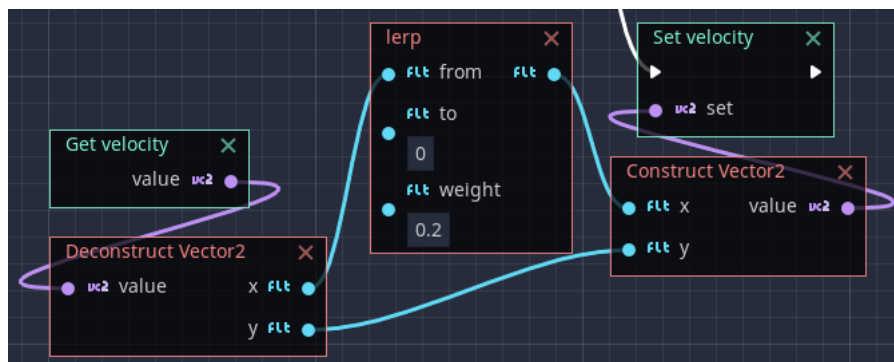 lerp
Flt from Flt
Flt to
0
Flt weight
0.2
Set velocity
vc2 set
Get velocity
value vc2
Deconstruct Vector2
vc2 value x Flt
y Flt
Construct Vector2
Flt x value vc2
Flt y